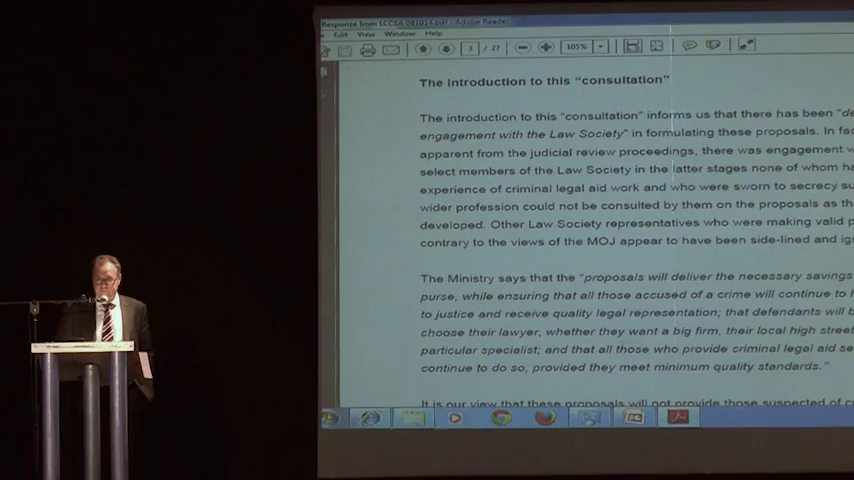 Response from LCCSA 081014.pdf - Adobe Reader
Edit View Window Help
3 / 27 105%
The introduction to this "consultation"
The introduction to this "consultation" informs us that there has been "de
engagement with the Law Society" in formulating these proposals. In fac
apparent from the judicial review proceedings, there was engagement w
select members of the Law Society in the latter stages none of whom ha
experience of criminal legal aid work and who were sworn to secrecy su
wider profession could not be consulted by them on the proposals as the
developed. Other Law Society representatives who were making valid p
contrary to the views of the MOJ appear to have been side-lined and ign
The Ministry says that the "proposals will deliver the necessary savings
purse, while ensuring that all those accused of a crime will continue to h
to justice and receive quality legal representation; that defendants will b
choose their lawyer, whether they want a big firm, their local high street
particular specialist; and that all those who provide criminal legal aid se
continue to do so, provided they meet minimum quality standards."
It is our view that these proposals will not provide those suspected of cr